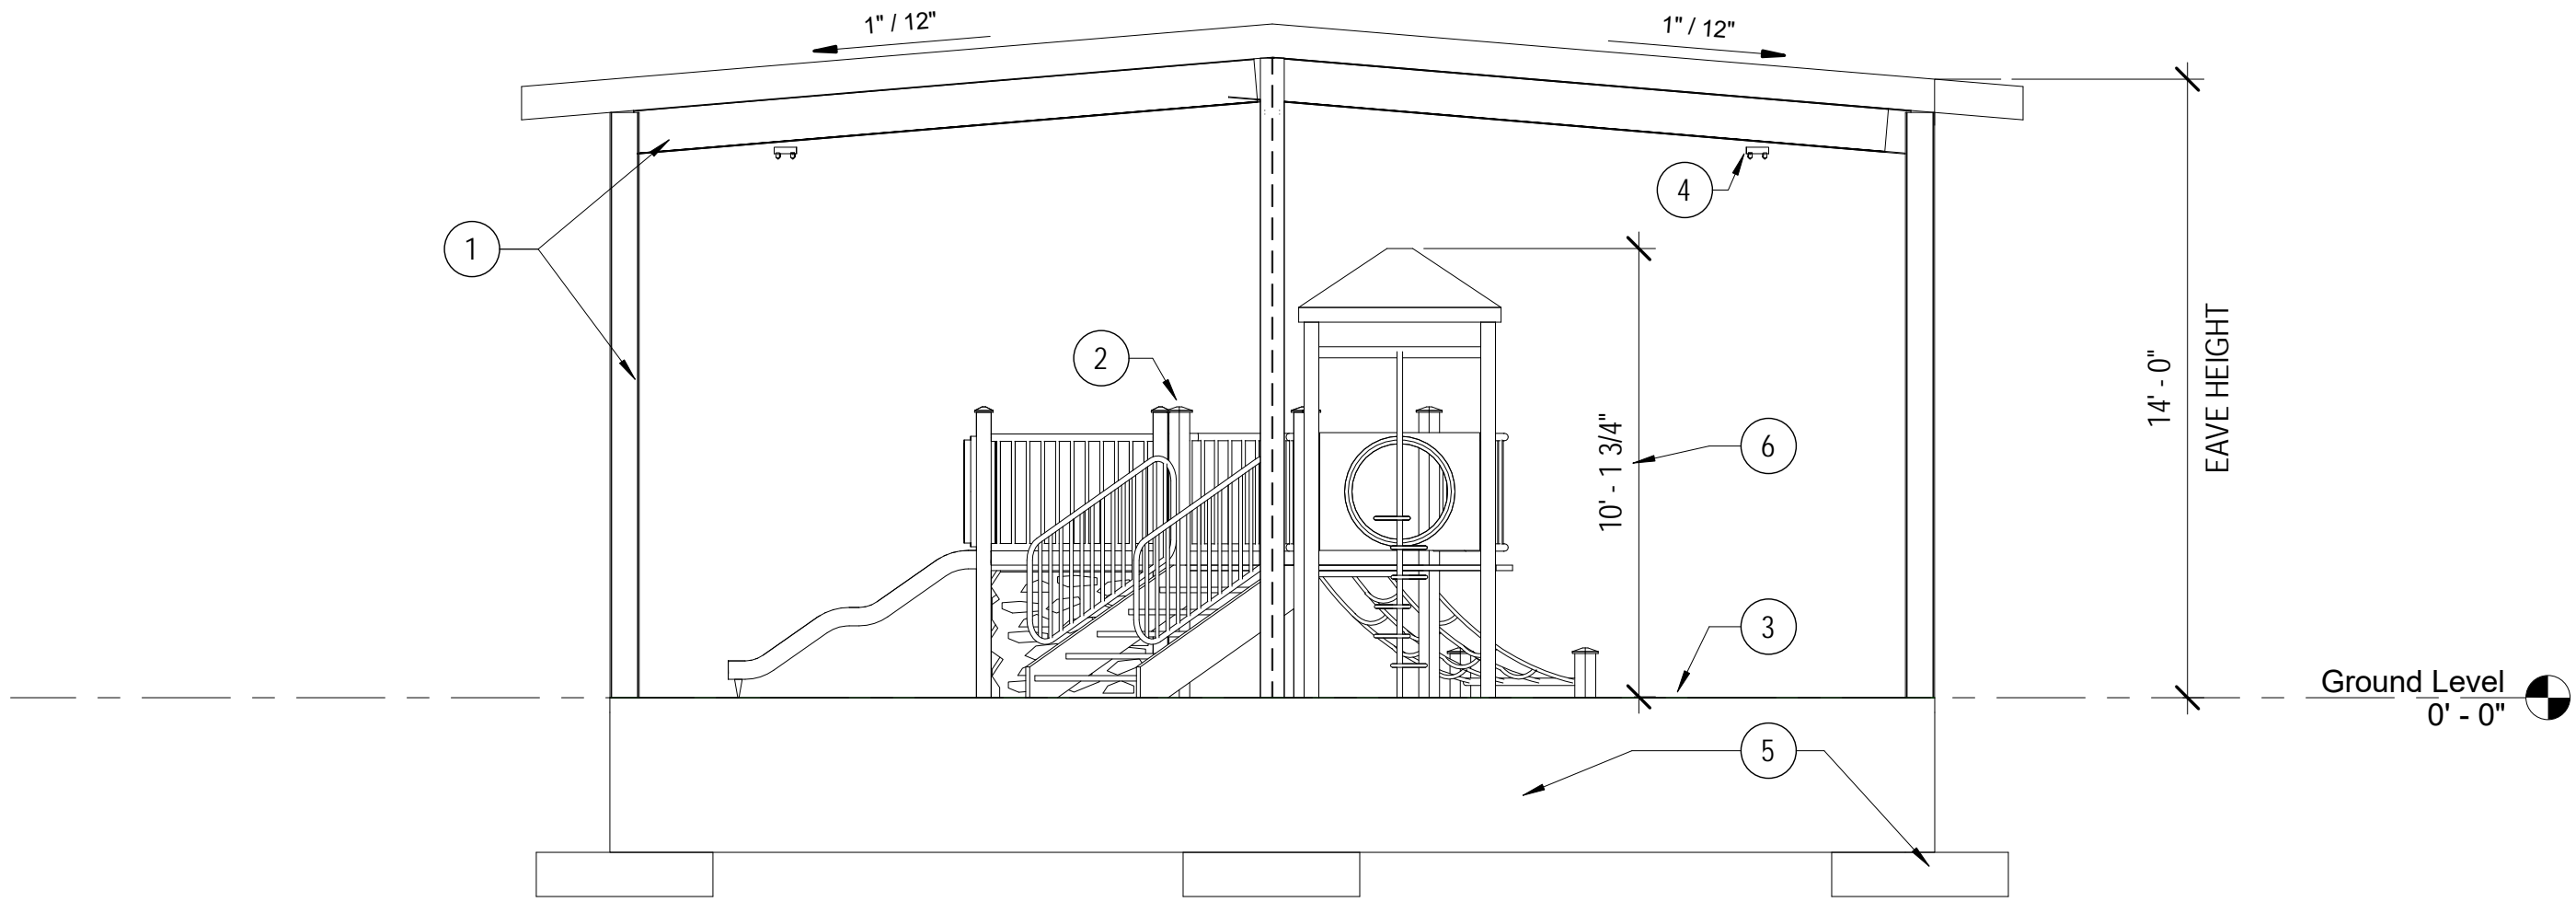 1" / 12"
1" / 12"
1
4
2
6
3
5
10' - 1 3/4"
14' - 0"
EAVE HEIGHT
Ground Level
0' - 0"